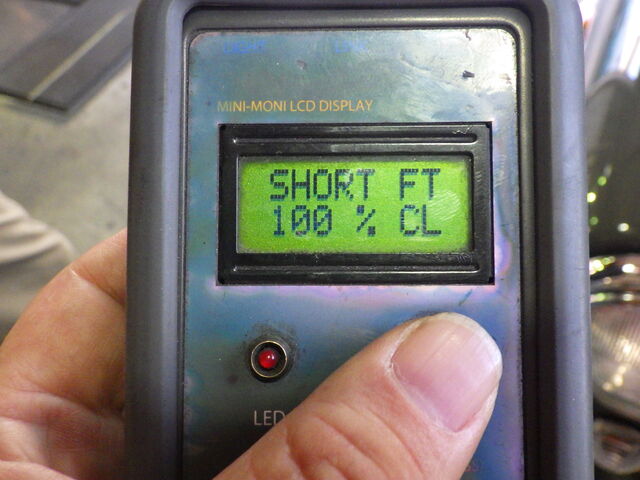 MINI-MONI LCD DISPLAY
SHORT FT
100 % CL
LED